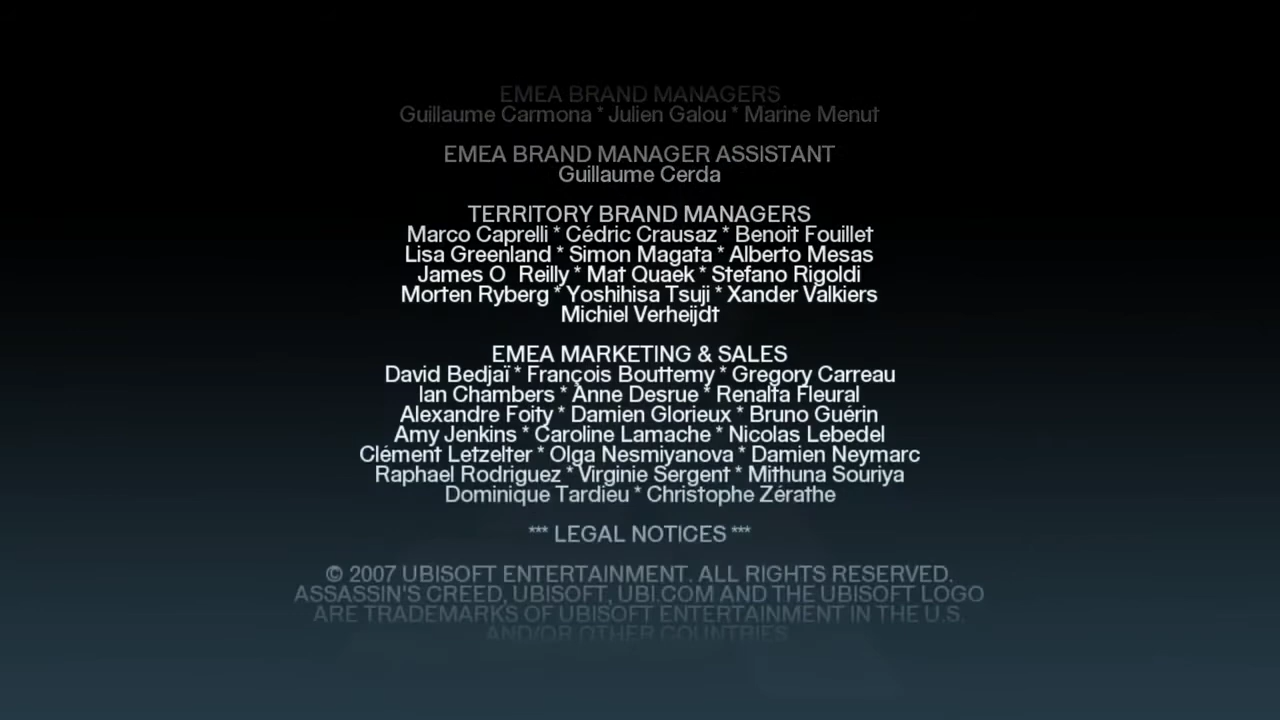 EMEA BRAND MANAGERS
Guillaume Carmona * Julien Galou * Marine Menut
EMEA BRAND MANAGER ASSISTANT
Guillaume Cerda
TERRITORY BRAND MANAGERS
Marco Caprelli * Cédric Crausaz * Benoit Fouillet
Lisa Greenland * Simon Magata * Alberto Mesas
James O  Reilly * Mat Quaek * Stefano Rigoldi
Morten Ryberg * Yoshihisa Tsuji * Xander Valkiers
Michiel Verheijdt
EMEA MARKETING & SALES
David Bedjaï * François Bouttemy * Gregory Carreau
Ian Chambers * Anne Desrue * Renalta Fleural
Alexandre Foity * Damien Glorieux * Bruno Guérin
Amy Jenkins * Caroline Lamache * Nicolas Lebedel
Clément Letzelter * Olga Nesmiyanova * Damien Neymarc
Raphael Rodriguez * Virginie Sergent * Mithuna Souriya
Dominique Tardieu * Christophe Zérathe
*** LEGAL NOTICES ***
© 2007 UBISOFT ENTERTAINMENT. ALL RIGHTS RESERVED.
ASSASSIN'S CREED, UBISOFT, UBI.COM AND THE UBISOFT LOGO
ARE TRADEMARKS OF UBISOFT ENTERTAINMENT IN THE U.S.
AND/OR OTHER COUNTRIES